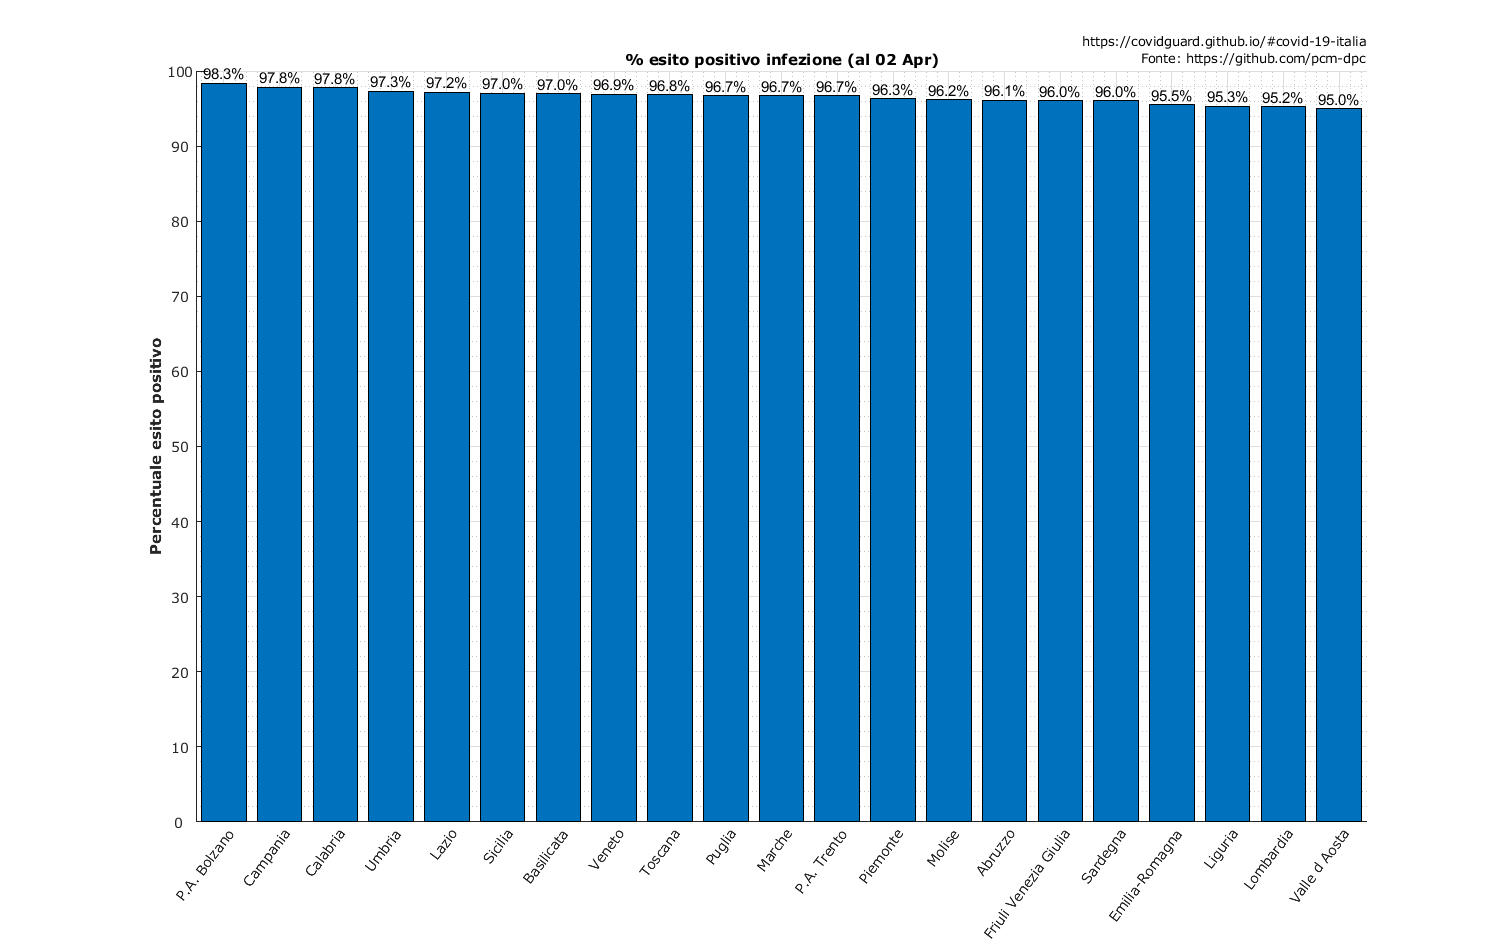 https://covidguard.github.io/#covid-19-italia
% esito positivo infezione (al 02 Apr)
Fonte: https://github.com/pcm-dpc
Percentuale esito positivo
100
90
80
70
60
50
40
30
20
10
0
98.3%
97.8%
97.8%
97.3%
97.2%
97.0%
97.0%
96.9%
96.8%
96.7%
96.7%
96.7%
96.3%
96.2%
96.1%
96.0%
96.0%
95.5%
95.3%
95.2%
95.0%
P.A. Bolzano
Campania
Calabria
Umbria
Lazio
Sicilia
Basilicata
Veneto
Toscana
Puglia
Marche
P.A. Trento
Piemonte
Molise
Abruzzo
Friuli Venezia Giulia
Sardegna
Emilia-Romagna
Liguria
Lombardia
Valle d Aosta